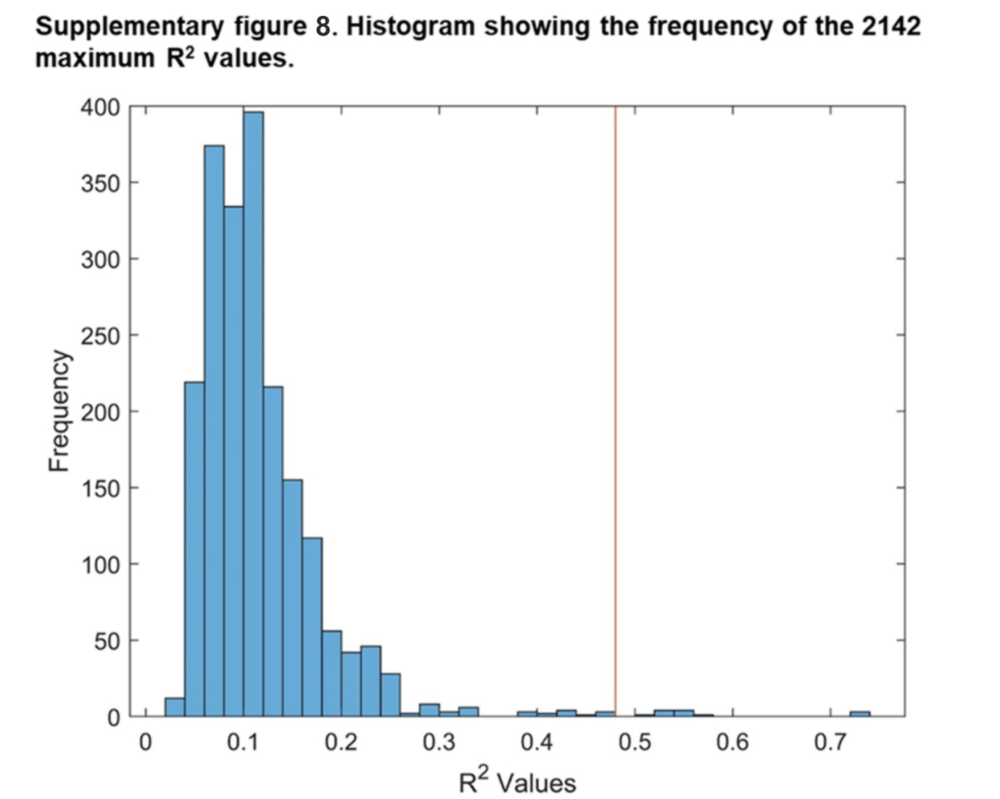 Supplementary figure 8. Histogram showing the frequency of the 2142
maximum R² values.
400
350
300
250
200
150
100
50
0
Frequency
0 0.1 0.2 0.3 0.4 0.5 0.6 0.7
R² Values